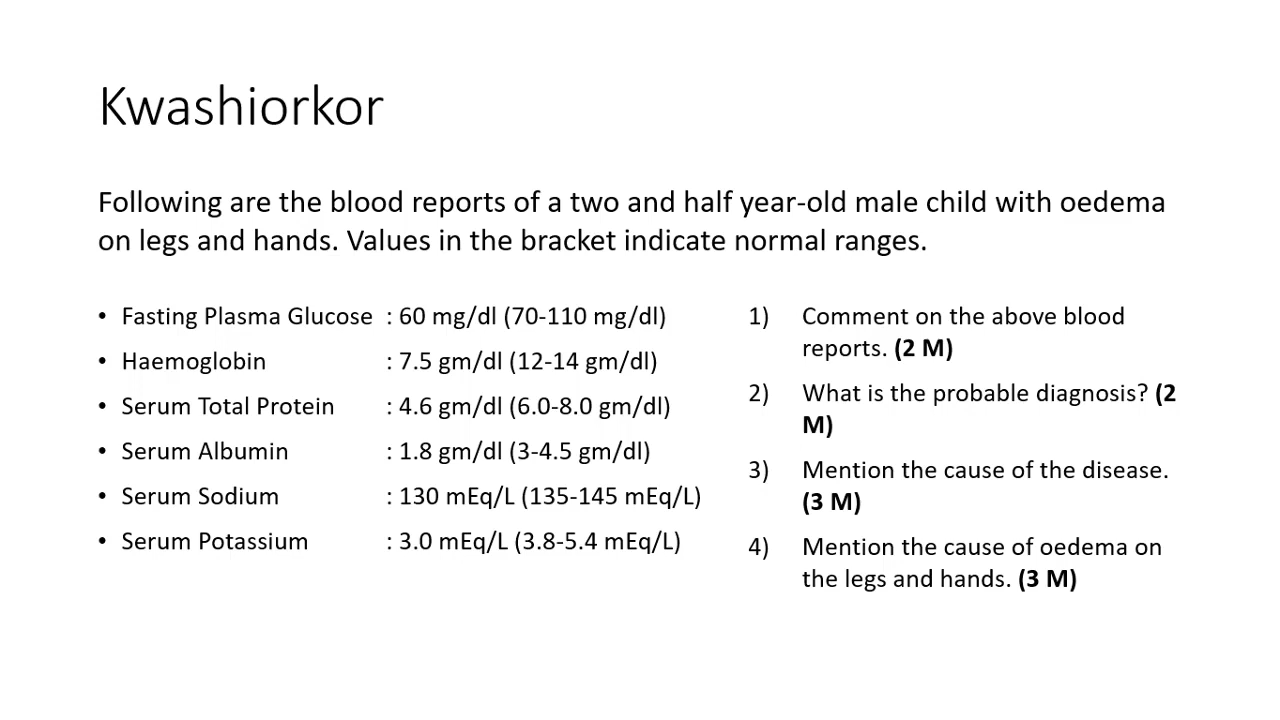 Kwashiorkor
Following are the blood reports of a two and half year-old male child with oedema
on legs and hands. Values in the bracket indicate normal ranges.
• Fasting Plasma Glucose : 60 mg/dl (70-110 mg/dl)
• Haemoglobin : 7.5 gm/dl (12-14 gm/dl)
• Serum Total Protein : 4.6 gm/dl (6.0-8.0 gm/dl)
• Serum Albumin : 1.8 gm/dl (3-4.5 gm/dl)
• Serum Sodium : 130 mEq/L (135-145 mEq/L)
• Serum Potassium : 3.0 mEq/L (3.8-5.4 mEq/L)
1) Comment on the above blood
reports. (2 M)
2) What is the probable diagnosis? (2
M)
3) Mention the cause of the disease.
(3 M)
4) Mention the cause of oedema on
the legs and hands. (3 M)